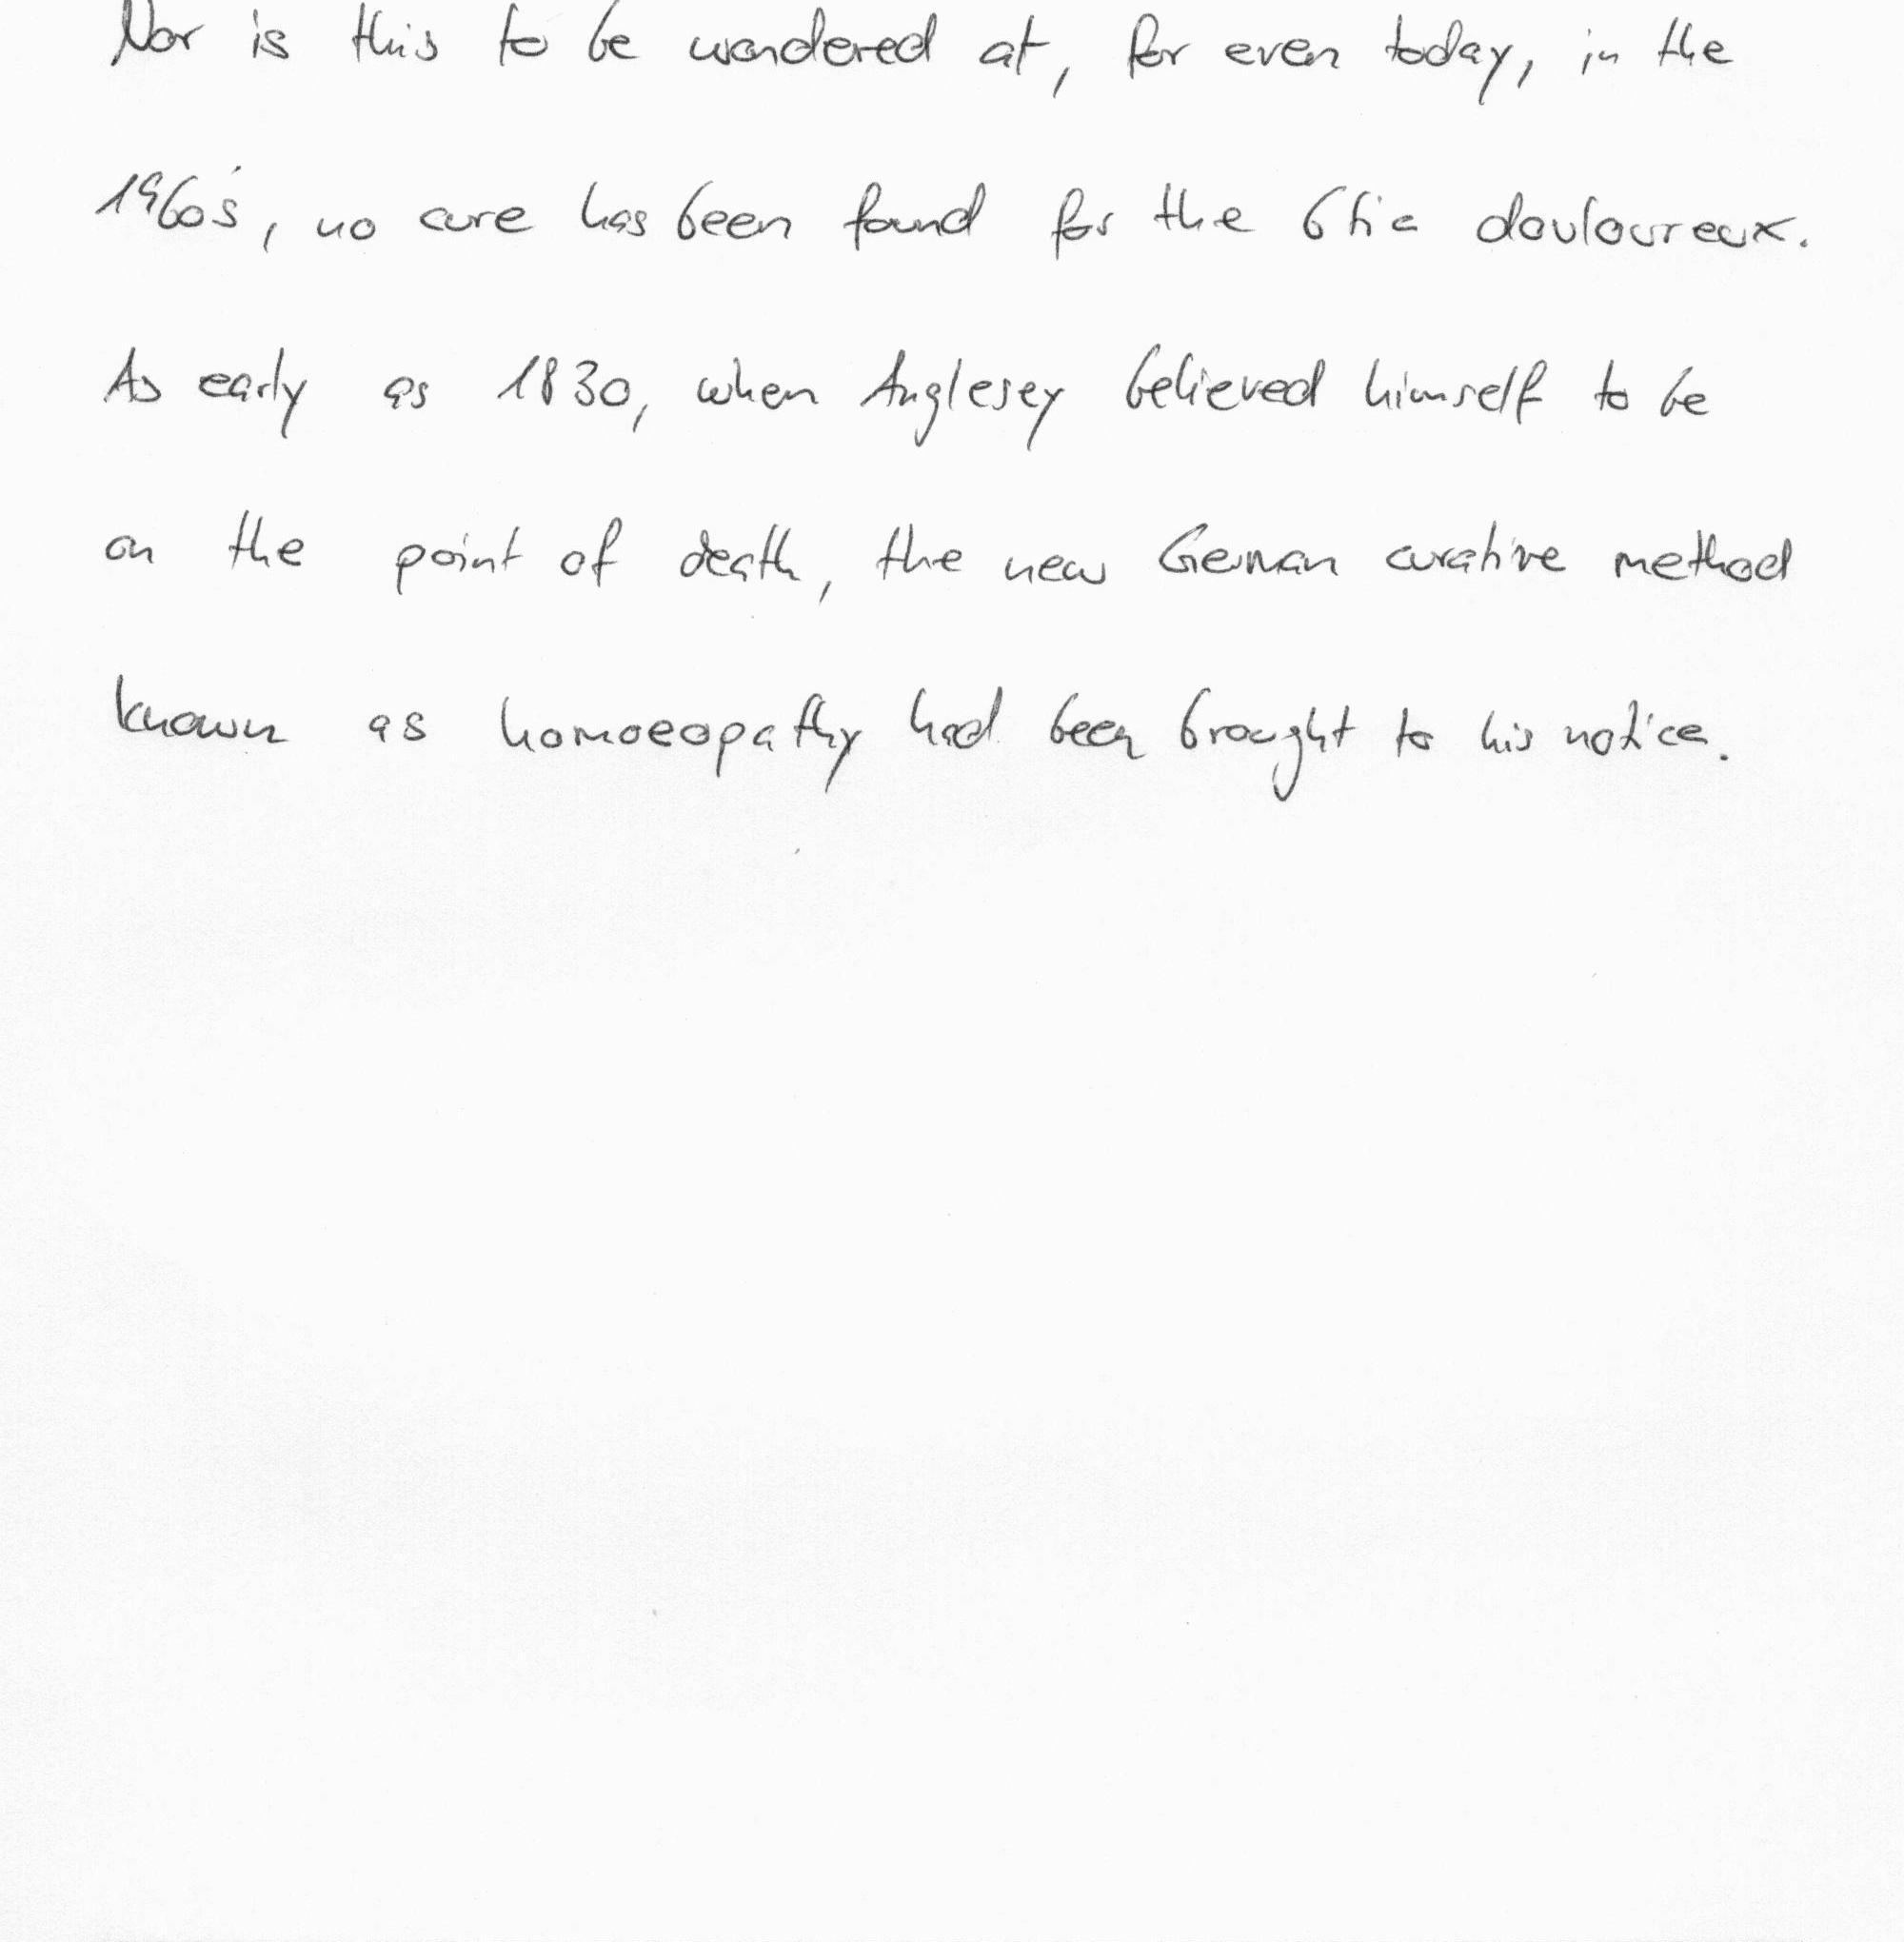 Nor is this to be wondered at, for even today, in the
1960's, no cure has been found for the 6tic douloureux.
As early as 1830, when Anglesey believed himself to be
on the point of death, the new German curative method
known as homoeopathy had been brought to his notice.